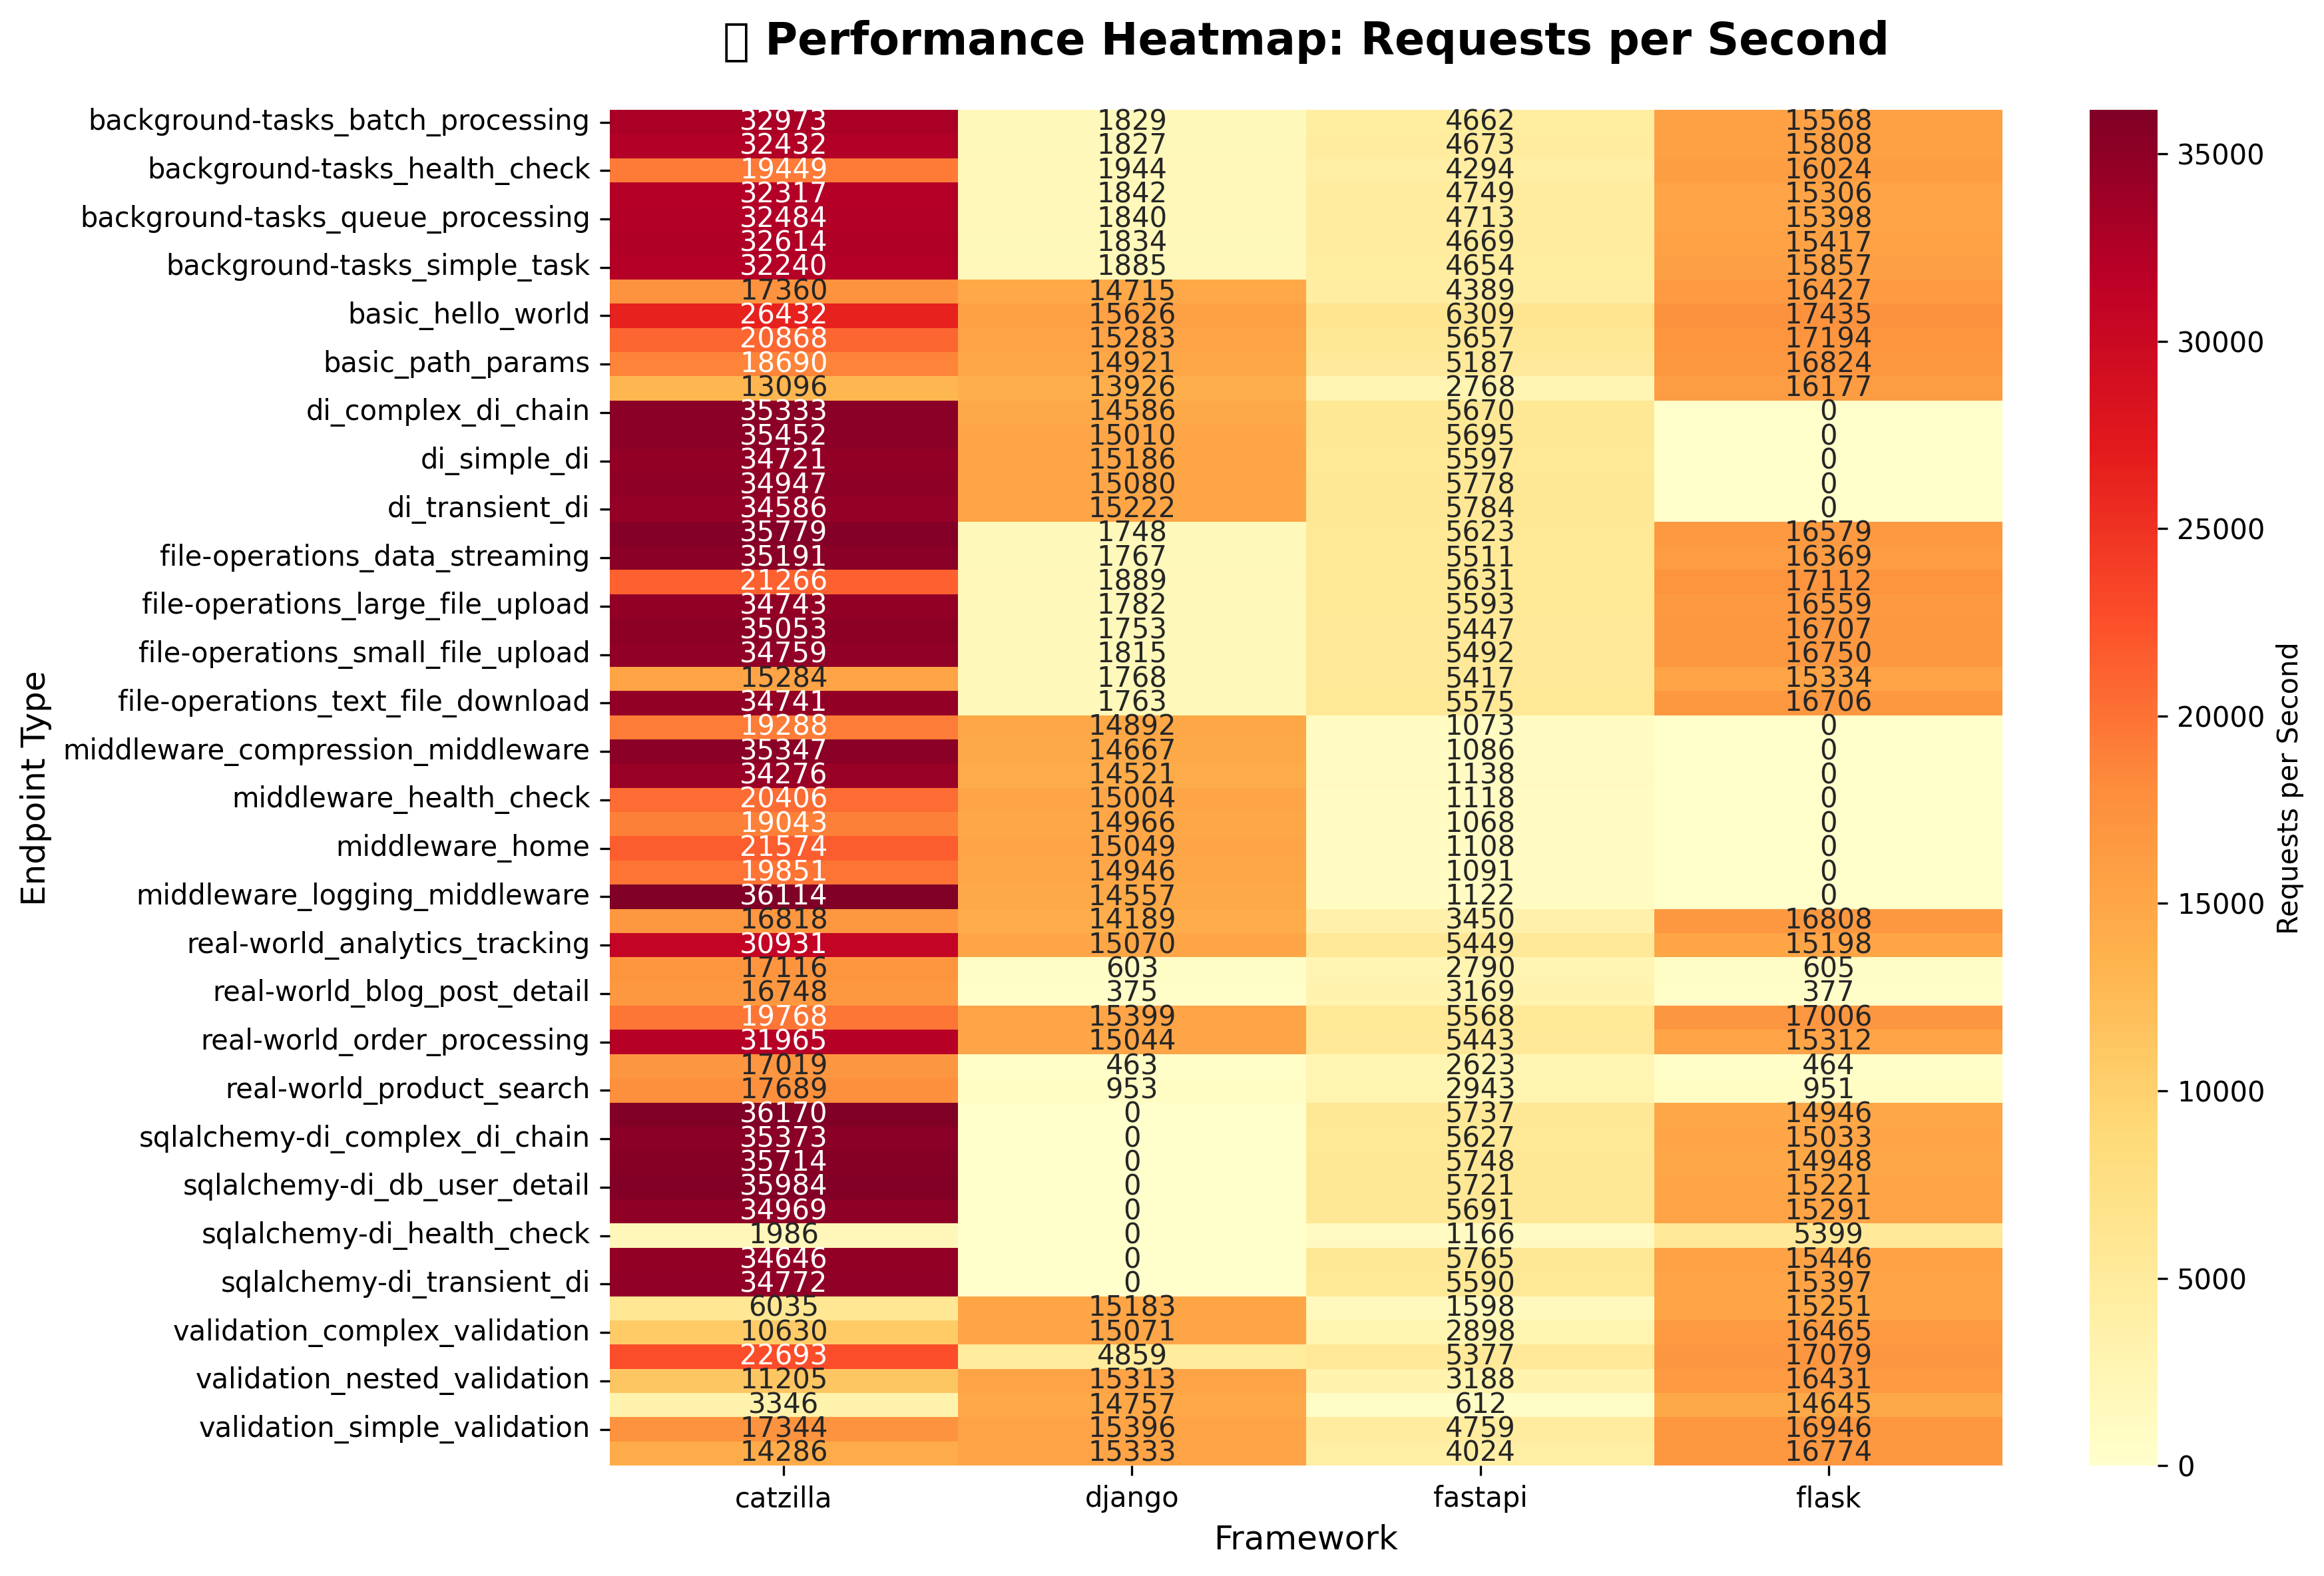 Performance Heatmap: Requests per Second
Endpoint Type
background-tasks_batch_processing 32973 1829 4662 15568
32432 1827 4673 15808
background-tasks_health_check 19449 1944 4294 16024
32317 1842 4749 15306
background-tasks_queue_processing 32484 1840 4713 15398
32614 1834 4669 15417
background-tasks_simple_task 32240 1885 4654 15857
17360 14715 4389 16427
basic_hello_world 26432 15626 6309 17435
20868 15283 5657 17194
basic_path_params 18690 14921 5187 16824
13096 13926 2768 16177
di_complex_di_chain 35333 14586 5670 0
35452 15010 5695 0
di_simple_di 34721 15186 5597 0
34947 15080 5778 0
di_transient_di 34586 15222 5784 0
35779 1748 5623 16579
file-operations_data_streaming 35191 1767 5511 16369
21266 1889 5631 17112
file-operations_large_file_upload 34743 1782 5593 16559
35053 1753 5447 16707
file-operations_small_file_upload 34759 1815 5492 16750
15284 1768 5417 15334
file-operations_text_file_download 34741 1763 5575 16706
19288 14892 1073 0
middleware_compression_middleware 35347 14667 1086 0
34276 14521 1138 0
middleware_health_check 20406 15004 1118 0
19043 14966 1068 0
middleware_home 21574 15049 1108 0
19851 14946 1091 0
middleware_logging_middleware 36114 14557 1122 0
16818 14189 3450 16808
real-world_analytics_tracking 30931 15070 5449 15198
17116 603 2790 605
real-world_blog_post_detail 16748 375 3169 377
19768 15399 5568 17006
real-world_order_processing 31965 15044 5443 15312
17019 463 2623 464
real-world_product_search 17689 953 2943 951
36170 0 5737 14946
sqlalchemy-di_complex_di_chain 35373 0 5627 15033
35714 0 5748 14948
sqlalchemy-di_db_user_detail 35984 0 5721 15221
34969 0 5691 15291
sqlalchemy-di_health_check 1986 0 1166 5399
34646 0 5765 15446
sqlalchemy-di_transient_di 34772 0 5590 15397
6035 15183 1598 15251
validation_complex_validation 10630 15071 2898 16465
22693 4859 5377 17079
validation_nested_validation 11205 15313 3188 16431
3346 14757 612 14645
validation_simple_validation 17344 15396 4759 16946
14286 15333 4024 16774
catzilla django fastapi flask
Framework
35000
30000
25000
20000
15000
10000
5000
0
Requests per Second